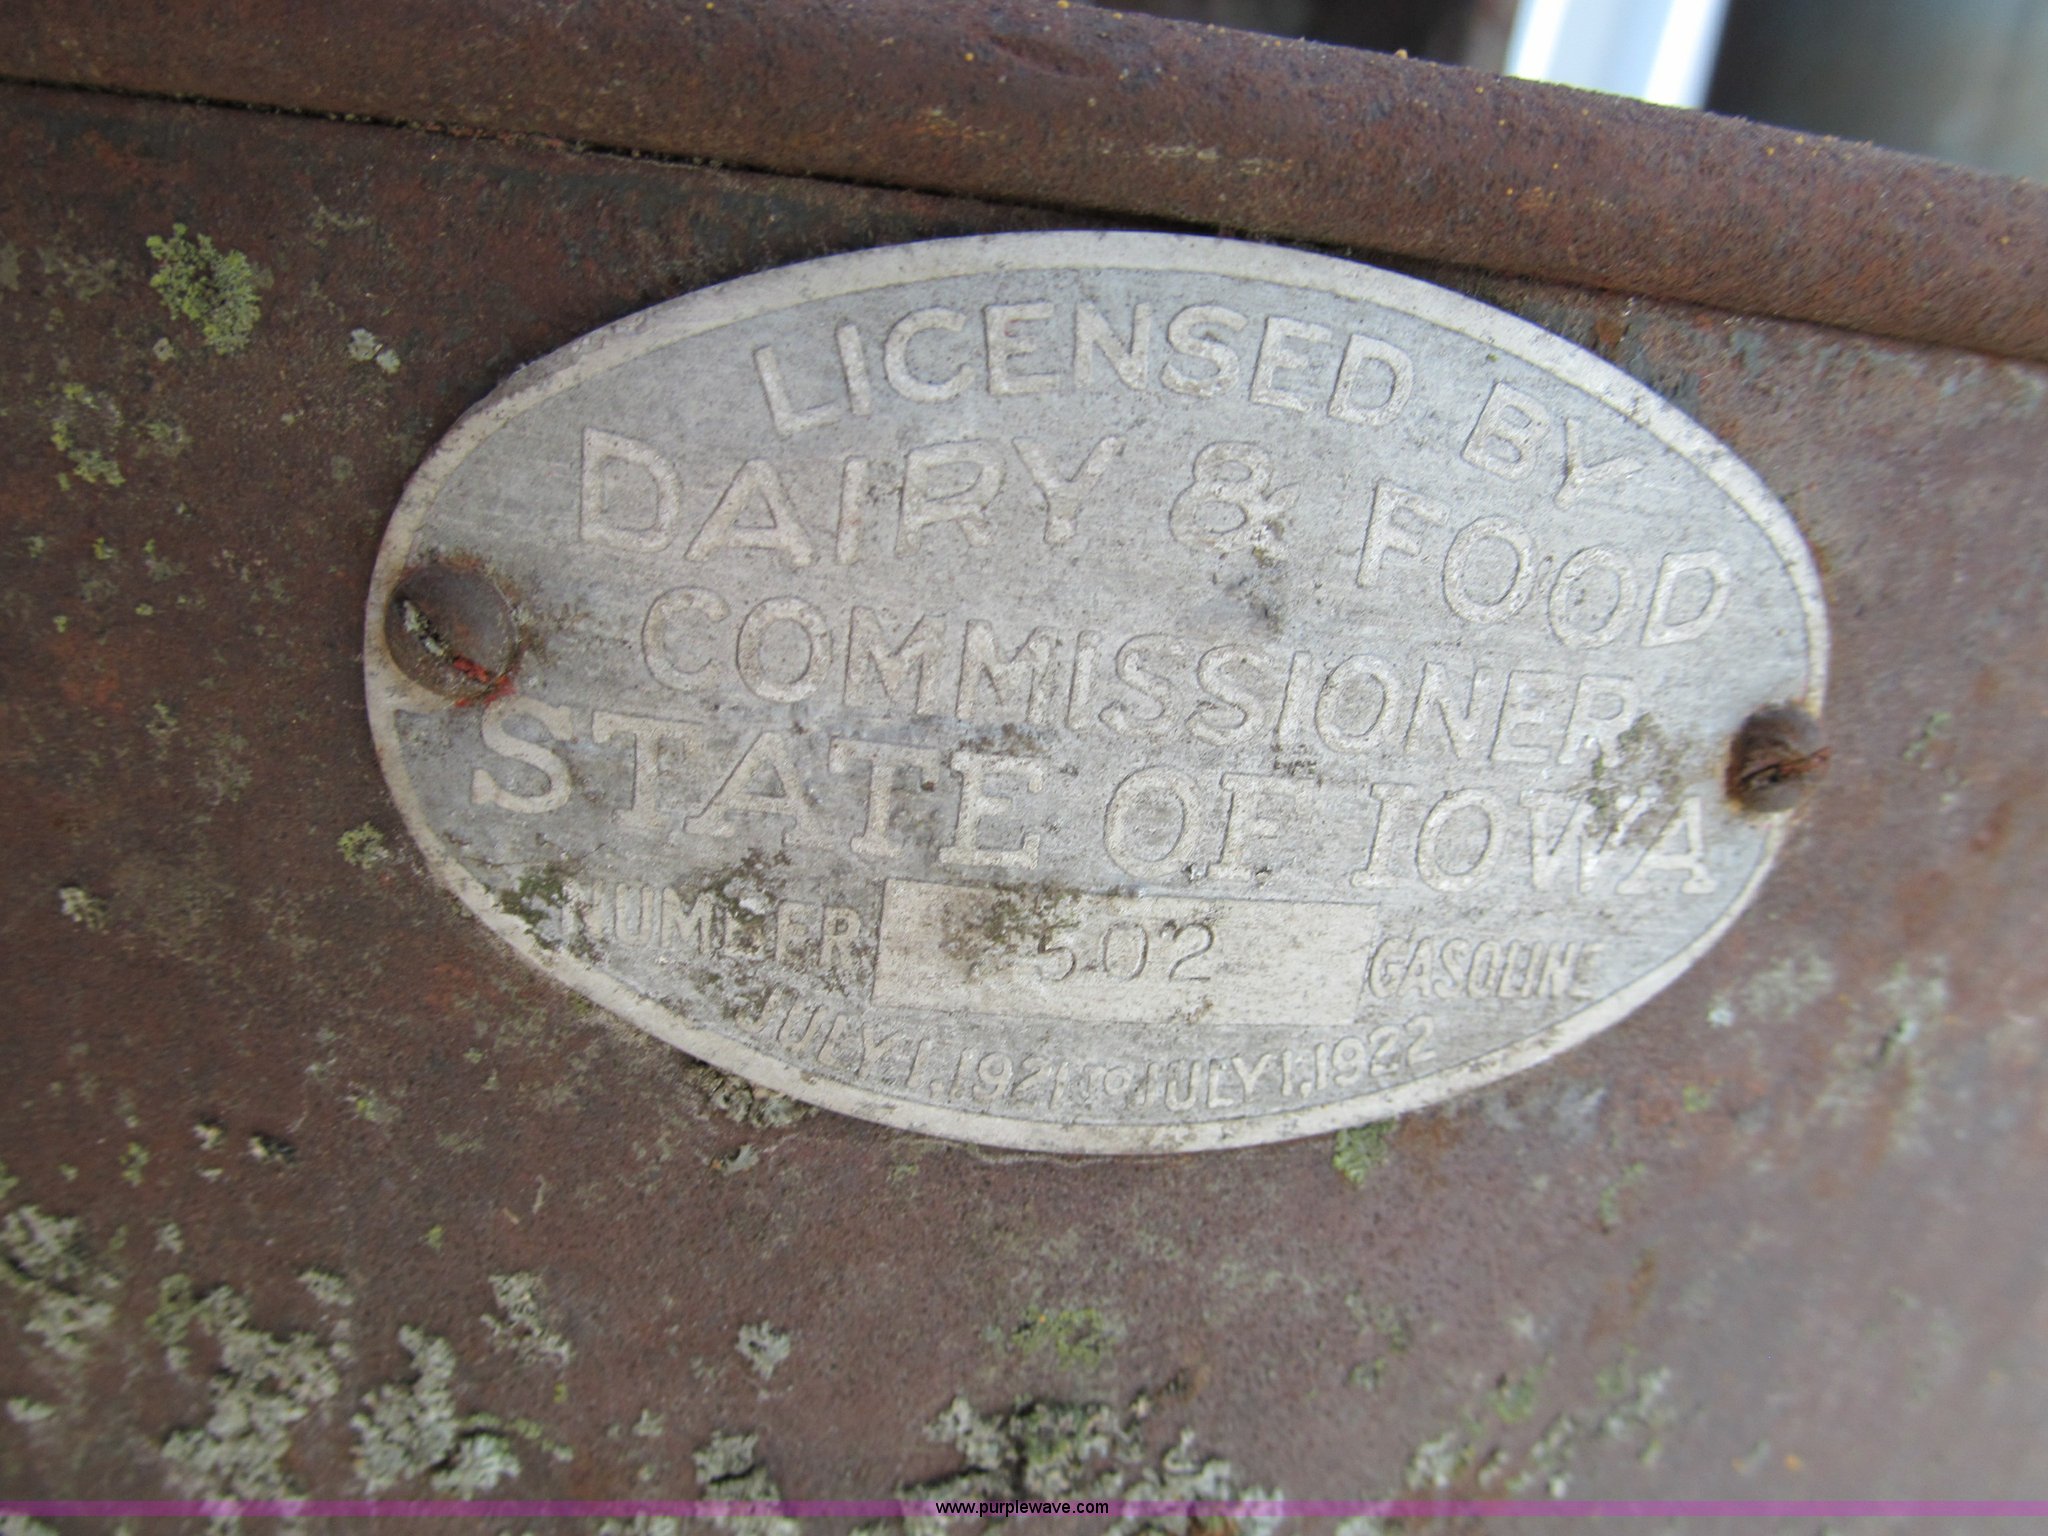 LICENSED BY
DAIRY & FOOD
COMMISSIONER
STATE OF IOWA
NUMBER 502 GASOLINE
JULY 1, 1921 TO JULY 1, 1922
www.purplewave.com